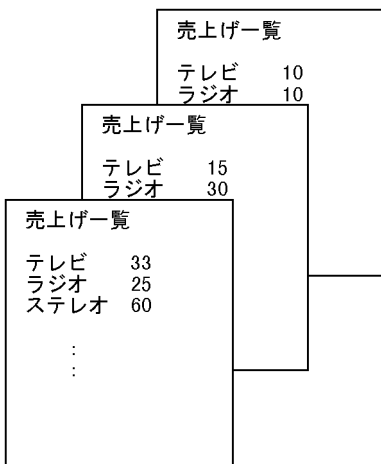 売上げ一覧
テレビ 10
ラジオ 10
売上げ一覧
テレビ 15
ラジオ 30
売上げ一覧
テレビ 33
ラジオ 25
ステレオ 60
:
: